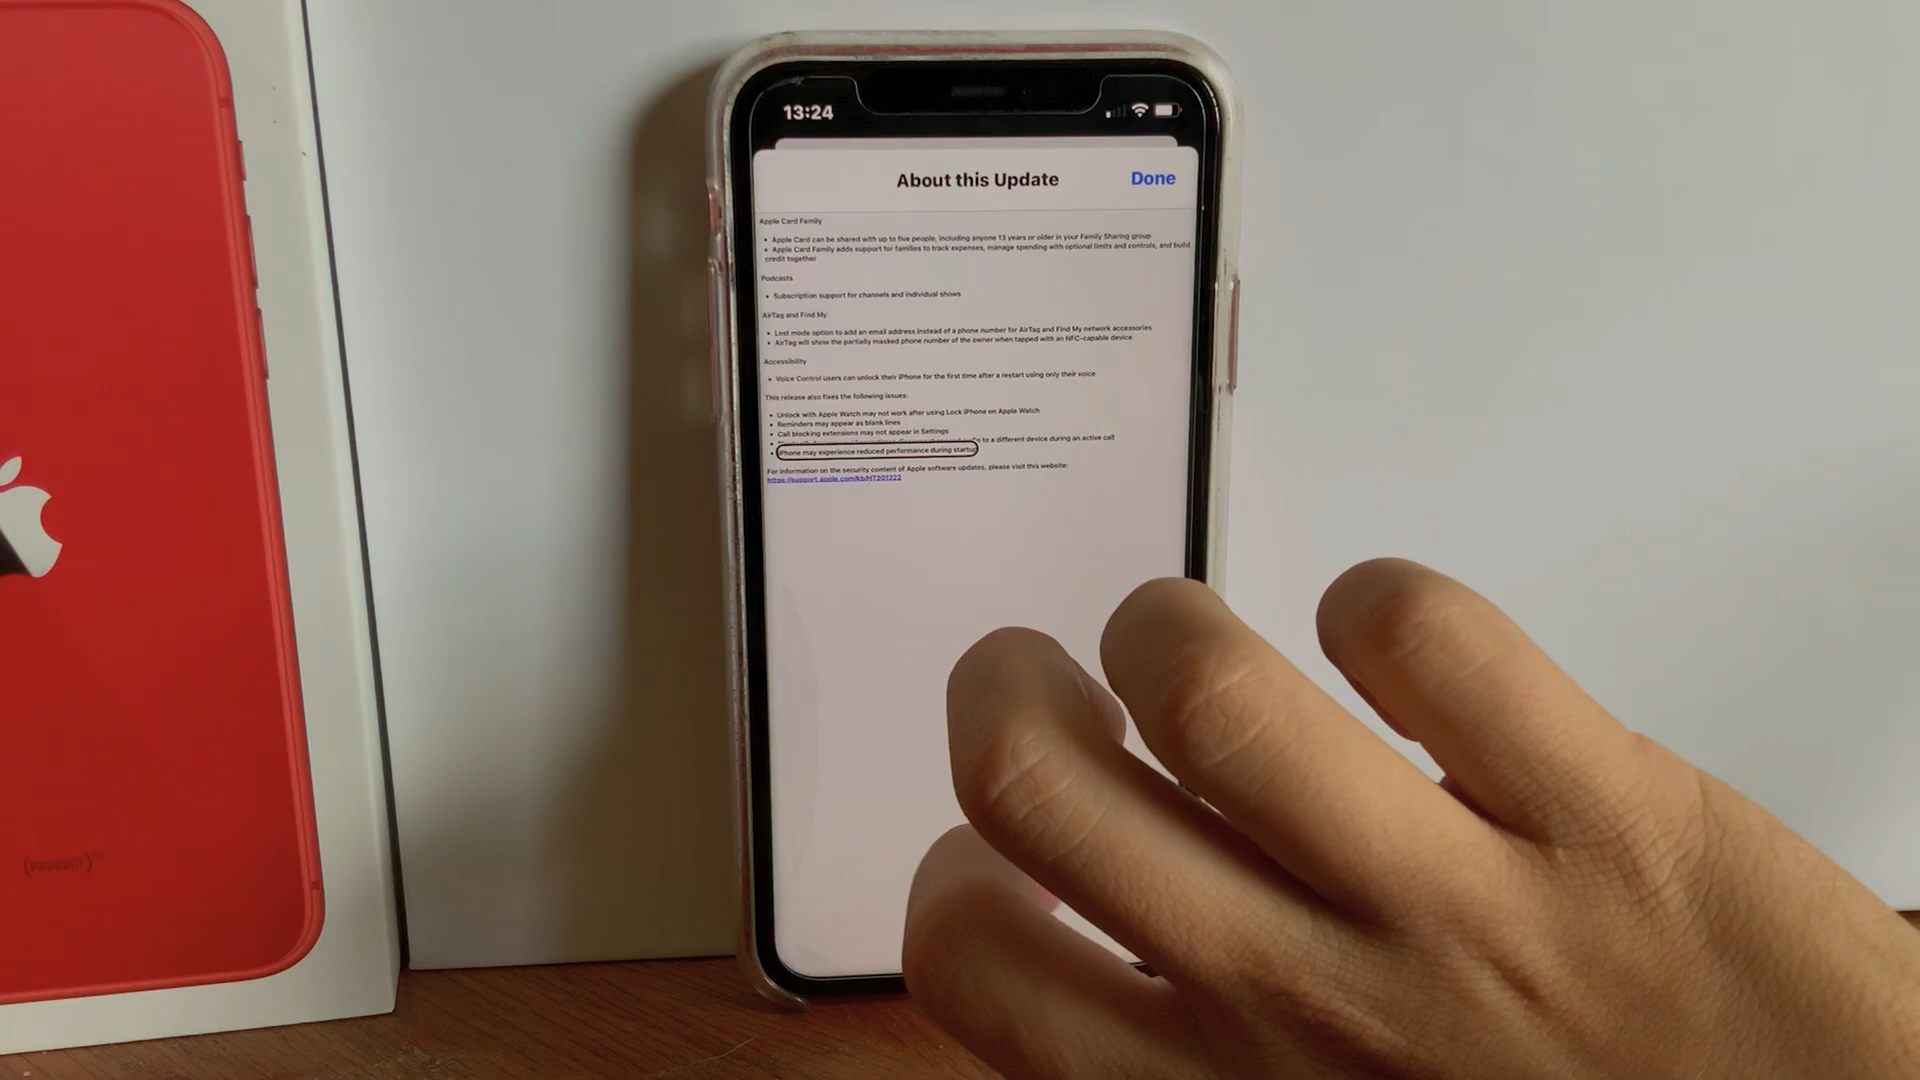 13:24
About this Update
Done
Apple Card Family
• Apple Card can be shared with up to five people, including anyone 13 years or older in your Family Sharing group
• Apple Card Family adds support for families to track expenses, manage spending with optional limits and controls, and build
credit together
Podcasts
• Subscription support for channels and individual shows
AirTag and Find My
• Lost mode option to add an email address instead of a phone number for AirTag and Find My network accessories
• AirTag will show the partially masked phone number of the owner when tapped with an NFC-capable device
Accessibility
• Voice Control users can unlock their iPhone for the first time after a restart using only their voice
This release also fixes the following issues:
• Unlock with Apple Watch may not work after using Lock iPhone on Apple Watch
• Reminders may appear as blank lines
• Call blocking extensions may not appear in Settings
to a different device during an active call
• iPhone may experience reduced performance during startup
For information on the security content of Apple software updates, please visit this website:
https://support.apple.com/kb/HT201222
(PRODUCT)